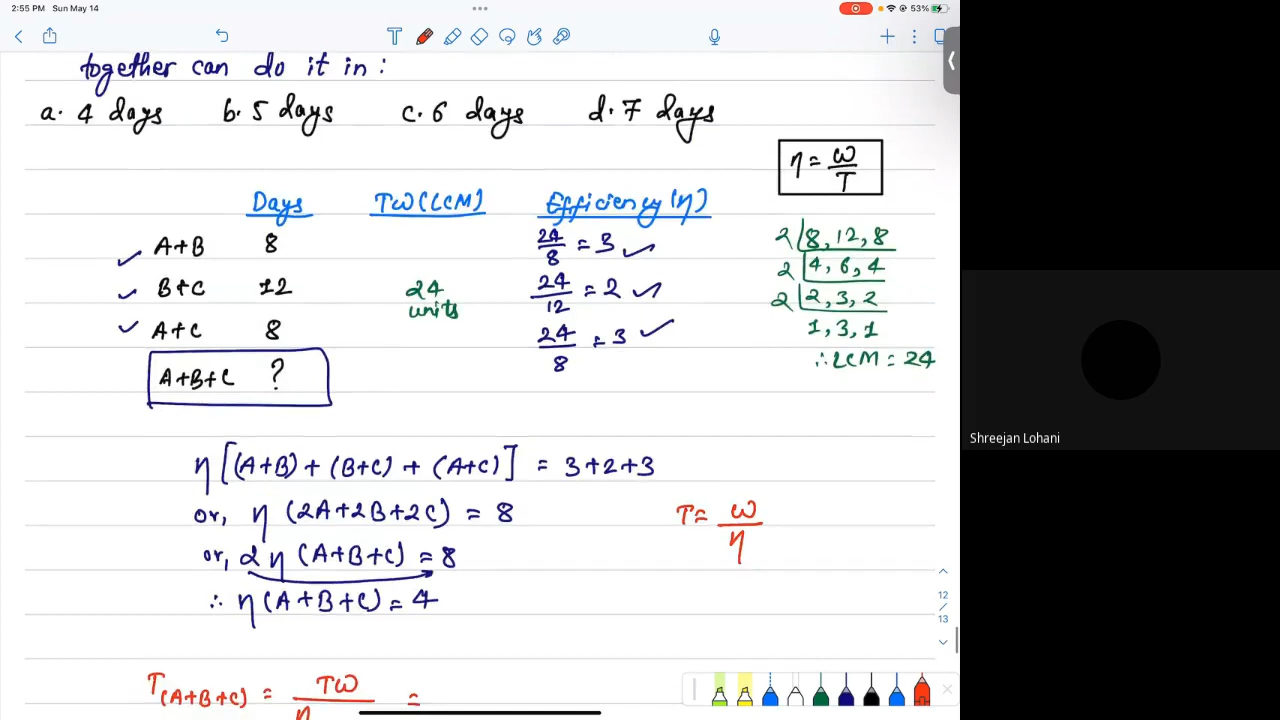 2:55 PM Sun May 14
53%
together can do it in :
a. 4 days b. 5 days c. 6 days d. 7 days
η = ω/T
Days TW(LCM) Efficiency (η)
A+B 8 24/8 = 3
B+C 12 24 units 24/12 = 2
A+C 8 24/8 = 3
A+B+C ?
2 | 8, 12, 8
2 | 4, 6, 4
2 | 2, 3, 2
1, 3, 1
∴ LCM = 24
η [(A+B) + (B+C) + (A+C)] = 3+2+3
or, η (2A+2B+2C) = 8
or, 2 η (A+B+C) = 8
∴ η (A+B+C) = 4
T = ω/η
T(A+B+C) = TW/η =
12
/
13
Shreejan Lohani